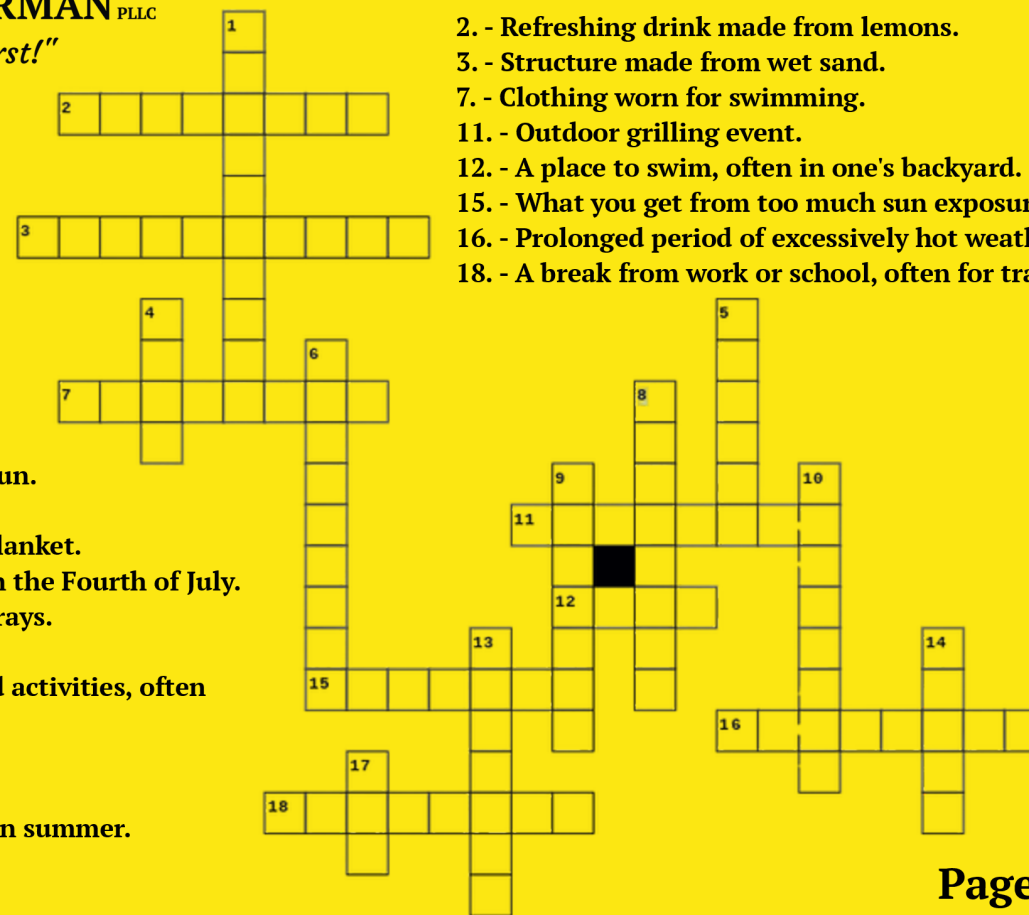 RMAN PLLC
rst!"
2. - Refreshing drink made from lemons.
3. - Structure made from wet sand.
7. - Clothing worn for swimming.
11. - Outdoor grilling event.
12. - A place to swim, often in one's backyard.
15. - What you get from too much sun exposur
16. - Prolonged period of excessively hot weatl
18. - A break from work or school, often for tra
1
2
3
4
5
6
7
8
un.
9
10
11
lanket.
n the Fourth of July.
12
rays.
13
14
15
d activities, often
16
17
18
n summer.
Page